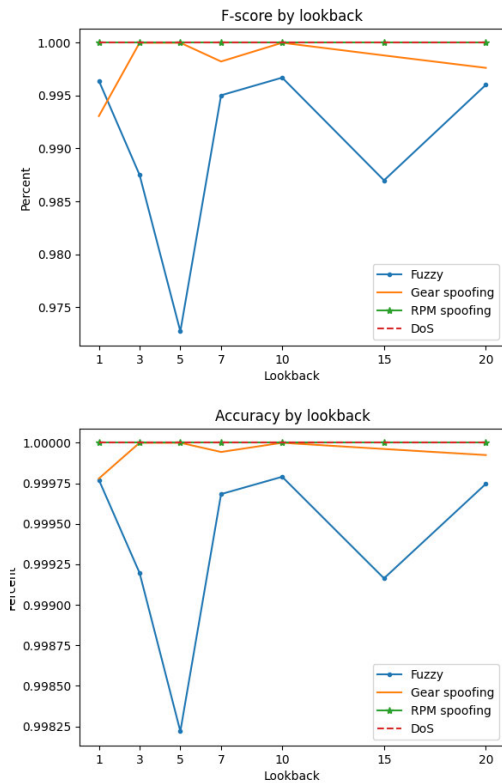 F-score by lookback
1.000
0.995
0.990
0.985
0.980
0.975
Percent
Fuzzy
Gear spoofing
RPM spoofing
DoS
1 3 5 7 10 15 20
Lookback
Accuracy by lookback
1.00000
0.99975
0.99950
0.99925
0.99900
0.99875
0.99850
0.99825
Percent
Fuzzy
Gear spoofing
RPM spoofing
DoS
1 3 5 7 10 15 20
Lookback